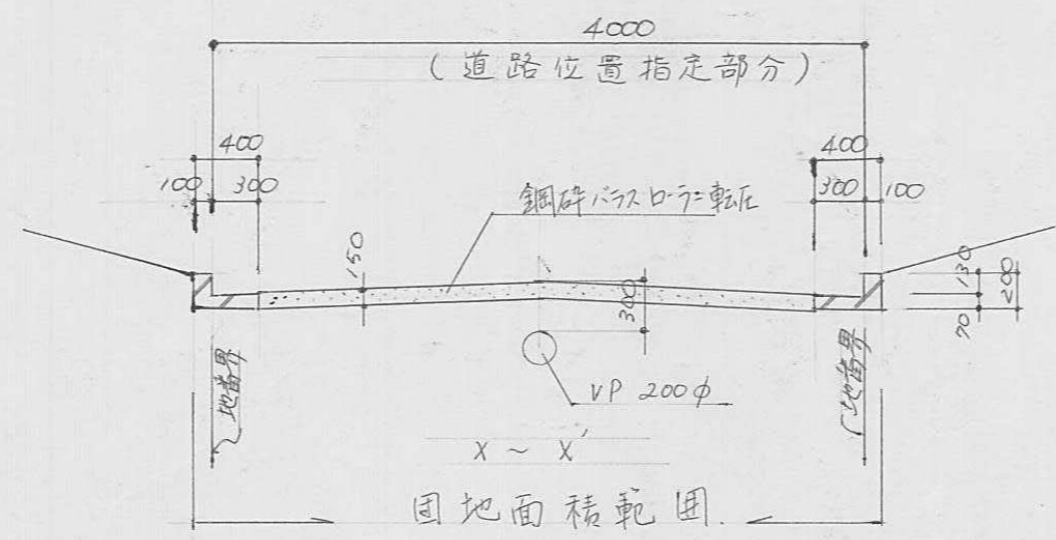 4000
(道路位置指定部分)
400
400
100
300
300
100
鋼砕バラスローラー転圧
150
300
130
200
70
地番界
地番界
VP 200φ
X ~ X'
団地面積範囲